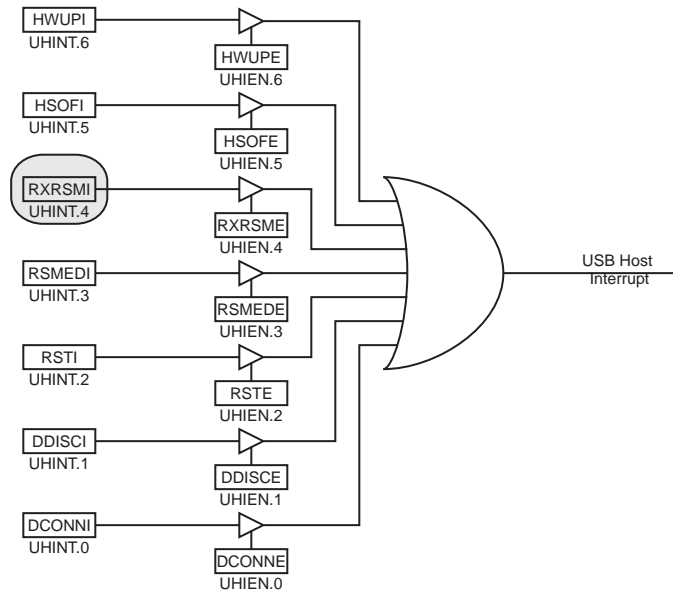 HWUPI
UHINT.6
HWUPE
UHIEN.6
HSOFI
UHINT.5
HSOFE
UHIEN.5
RXRSMI
UHINT.4
RXRSME
UHIEN.4
USB Host
Interrupt
RSMEDI
UHINT.3
RSMEDE
UHIEN.3
RSTI
UHINT.2
RSTE
UHIEN.2
DDISCI
UHINT.1
DDISCE
UHIEN.1
DCONNI
UHINT.0
DCONNE
UHIEN.0